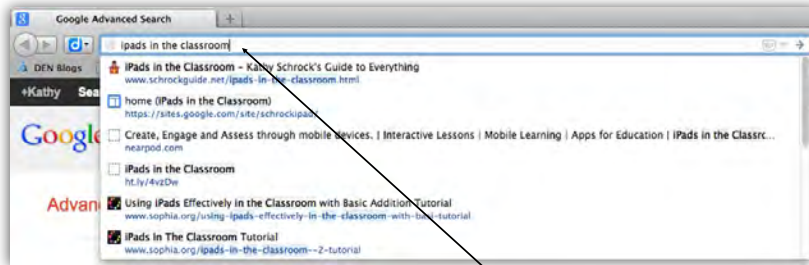 Google Advanced Search
ipads in the classroom
DEN Blogs
iPads in the Classroom – Kathy Schrock's Guide to Everything
www.schrockguide.net/ipads-in-the-classroom.html
+Kathy Sea
home (iPads in the Classroom)
https://sites.google.com/site/schrockipad/
Google
Create, Engage and Assess through mobile devices. | Interactive Lessons | Mobile Learning | Apps for Education | iPads in the Classrc...
nearpod.com
iPads in the Classroom
ht.ly/4vzDw
Advan
Using iPads Effectively in the Classroom with Basic Addition Tutorial
www.sophia.org/using-ipads-effectively-in-the-classroom-with-basi-tutorial
iPads In The Classroom Tutorial
www.sophia.org/ipads-in-the-classroom--2-tutorial